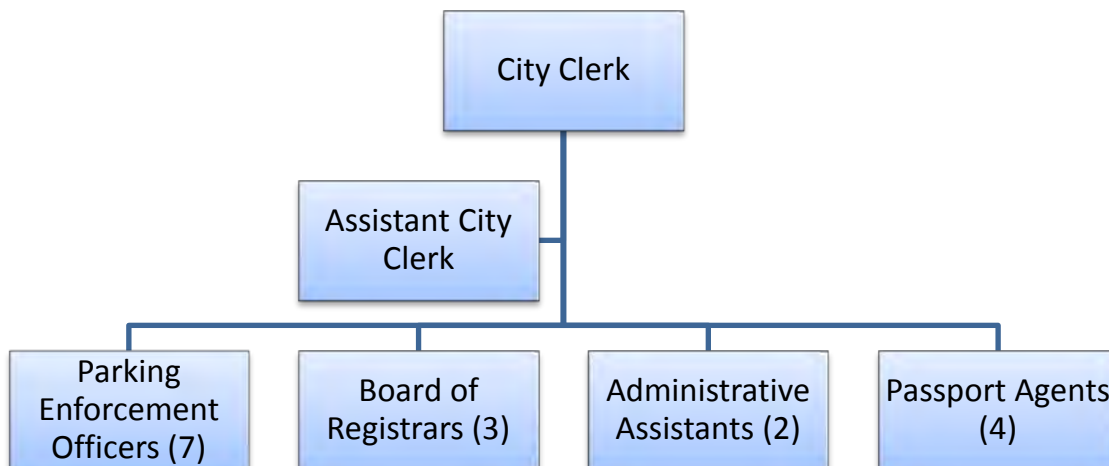 City Clerk
Assistant City
Clerk
Parking
Enforcement
Officers (7)
Board of
Registrars (3)
Administrative
Assistants (2)
Passport Agents
(4)